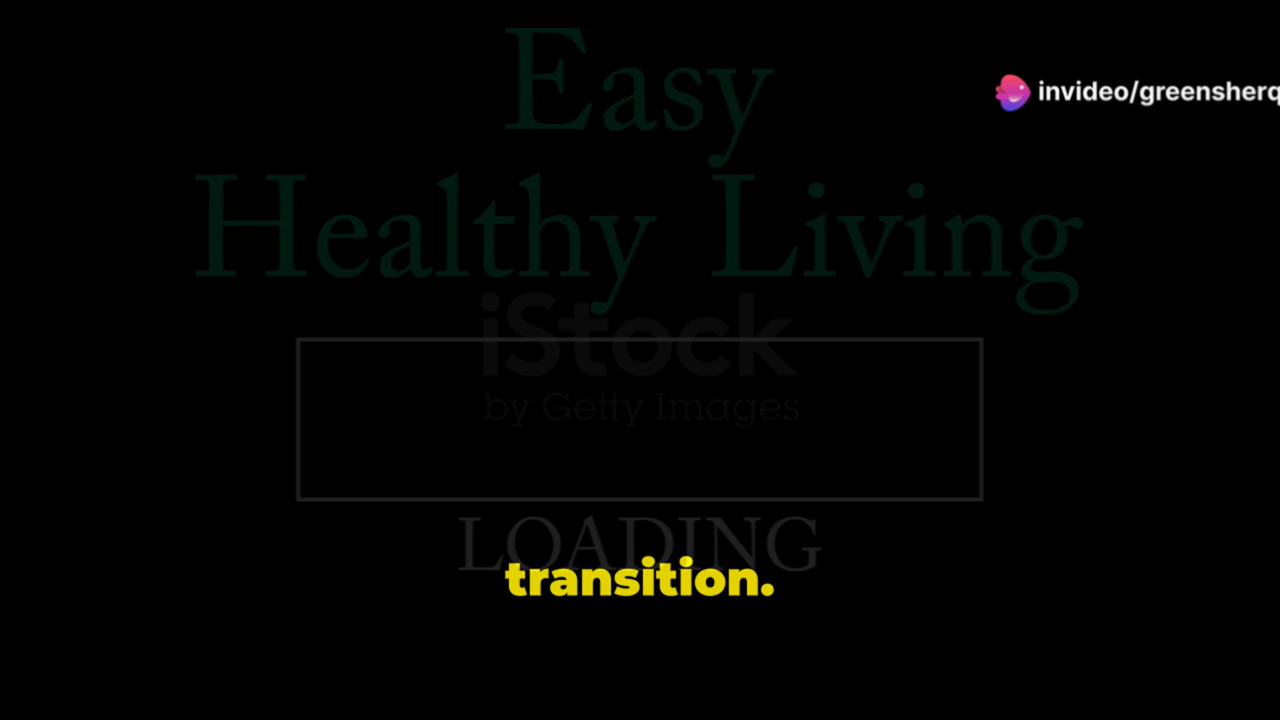 Easy
invideo/greensherq
Healthy Living
iStock
by Getty Images
LOADING
transition.